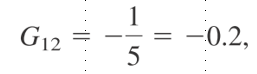 G₁₂ = −1/5 = −0.2,